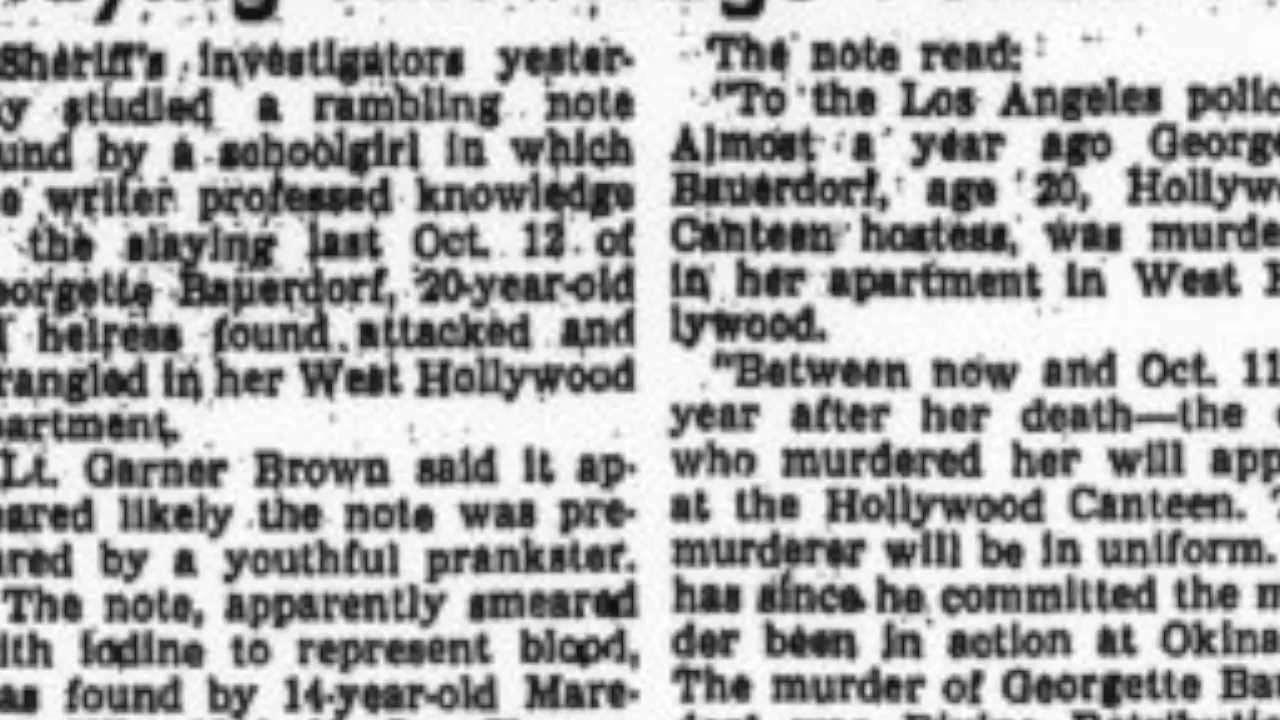 Sheriff's investigators yester-
y studied a rambling note
und by a schoolgirl in which
e writer professed knowledge
the slaying last Oct. 12 of
eorgette Bauerdorf, 20-year-old
heiress found attacked and
rangled in her West Hollywood
partment.
Lt. Garner Brown said it ap-
eared likely the note was pre-
ared by a youthful prankster.
The note, apparently smeared
ith iodine to represent blood,
as found by 14-year-old Mare-
The note read:
"To the Los Angeles polic
Almost a year ago George
Bauerdorf, age 20, Hollyw
Canteen hostess, was murde
in her apartment in West H
lywood.
"Between now and Oct. 11
year after her death—the
who murdered her will app
at the Hollywood Canteen.
murderer will be in uniform.
has since he committed the m
der been in action at Okina
The murder of Georgette Bau